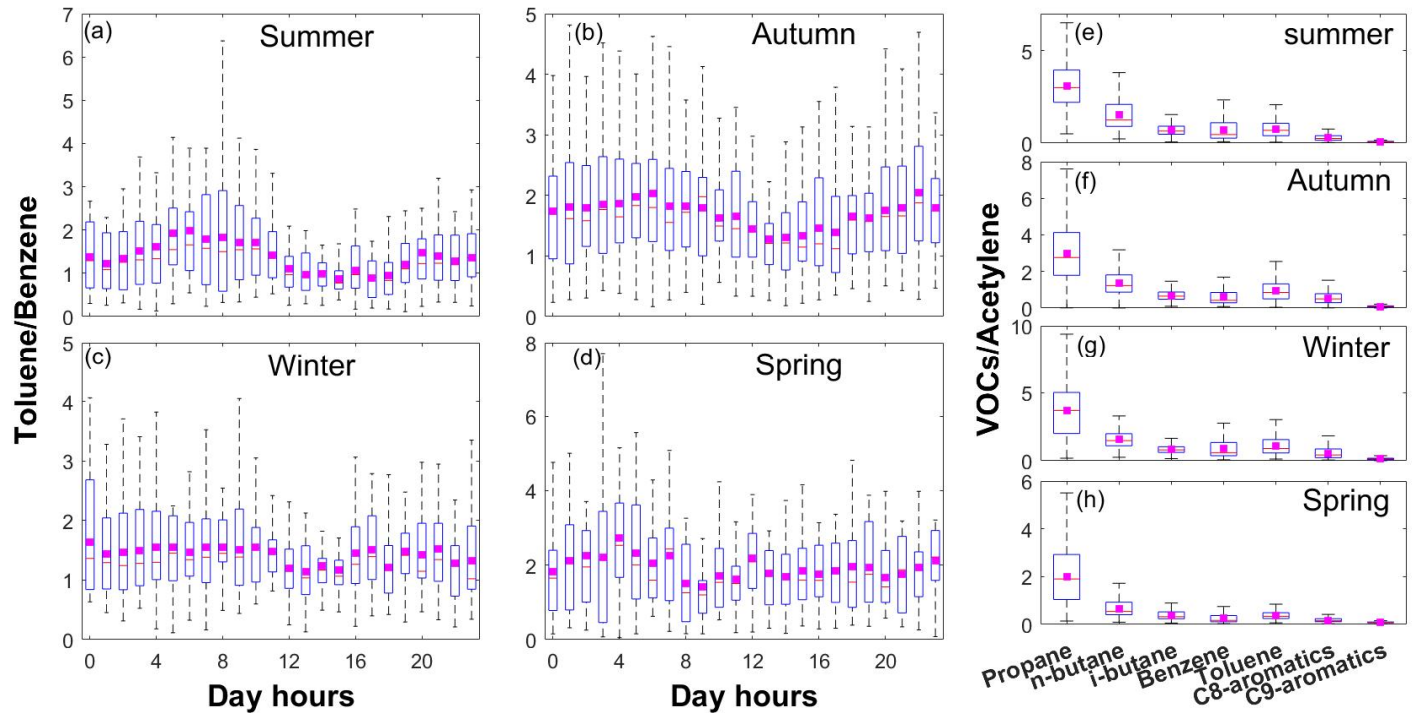 Toluene/Benzene
(a)
Summer
7
6
5
4
3
2
1
0
(b)
Autumn
5
4
3
2
1
0
(c)
Winter
5
4
3
2
1
0
0 4 8 12 16 20
Day hours
(d)
Spring
8
6
4
2
0
0 4 8 12 16 20
Day hours
VOCs/Acetylene
(e)
summer
5
0
(f)
Autumn
8
6
4
2
0
(g)
Winter
10
5
0
(h)
Spring
6
4
2
0
Propane
n-butane
i-butane
Benzene
Toluene
C8-aromatics
C9-aromatics